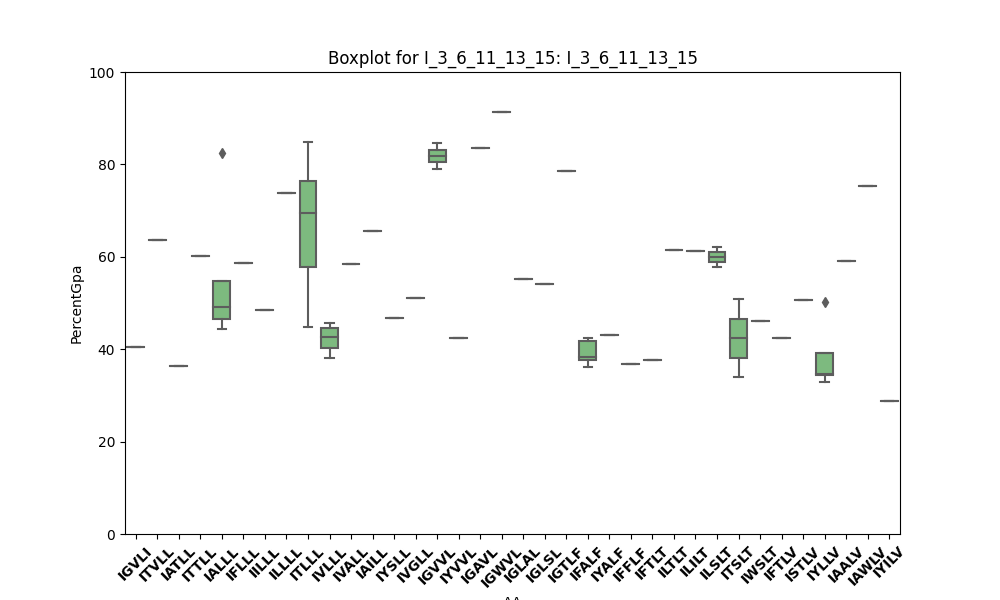 Boxplot for I_3_6_11_13_15: I_3_6_11_13_15
PercentGpa
100
80
60
40
20
0
IGVLI
ITVLL
IATLL
ITTLL
IALLL
IFLLL
IILLL
ILLLL
ITLLL
IVLLL
IVALL
IAILL
IYSLL
IVGLL
IGVVL
IYVVL
IGAVL
IGWVL
IGLAL
IGLSL
IGTLF
IFALF
IYALF
IFFLF
IFTLT
ILTLT
ILILT
ILSLT
ITSLT
IWSLT
IFTLV
ISTLV
IYLLV
IAALV
IAWLV
IYILV